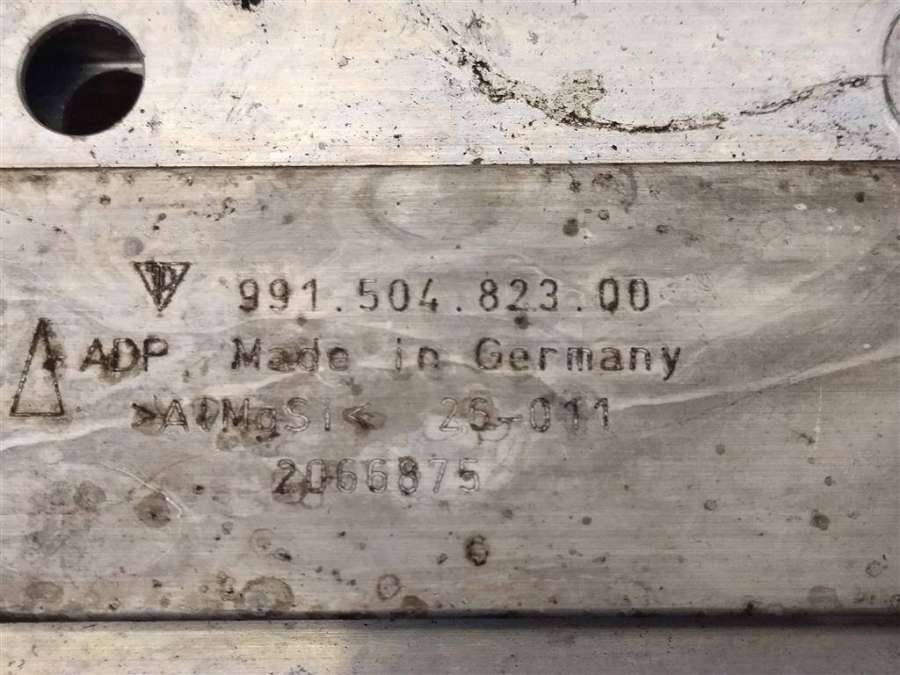 991.504.823.00
ADP Made in Germany
>AlMgSi< 26-011
2066875
6